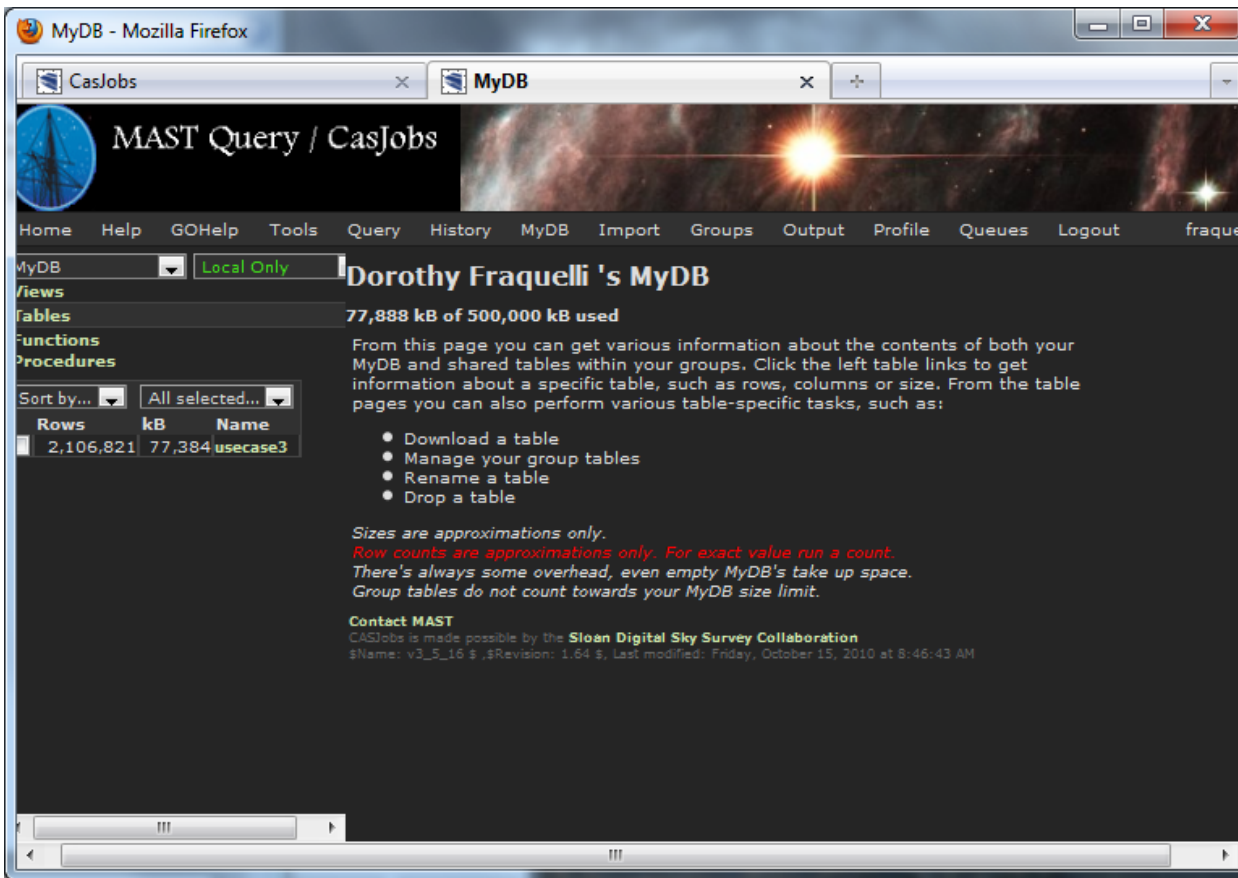 MyDB - Mozilla Firefox
CasJobs
MyDB
MAST Query / CasJobs
Home Help GOHelp Tools Query History MyDB Import Groups Output Profile Queues Logout fraque
MyDB Local Only
Views
Tables
Functions
Procedures
Sort by... All selected...
Rows kB Name
2,106,821 77,384 usecase3
Dorothy Fraquelli 's MyDB
77,888 kB of 500,000 kB used
From this page you can get various information about the contents of both your
MyDB and shared tables within your groups. Click the left table links to get
information about a specific table, such as rows, columns or size. From the table
pages you can also perform various table-specific tasks, such as:
Download a table
Manage your group tables
Rename a table
Drop a table
Sizes are approximations only.
Row counts are approximations only. For exact value run a count.
There's always some overhead, even empty MyDB's take up space.
Group tables do not count towards your MyDB size limit.
Contact MAST
CASJobs is made possible by the Sloan Digital Sky Survey Collaboration
$Name: v3_5_16 $ ,$Revision: 1.64 $, Last modified: Friday, October 15, 2010 at 8:46:43 AM